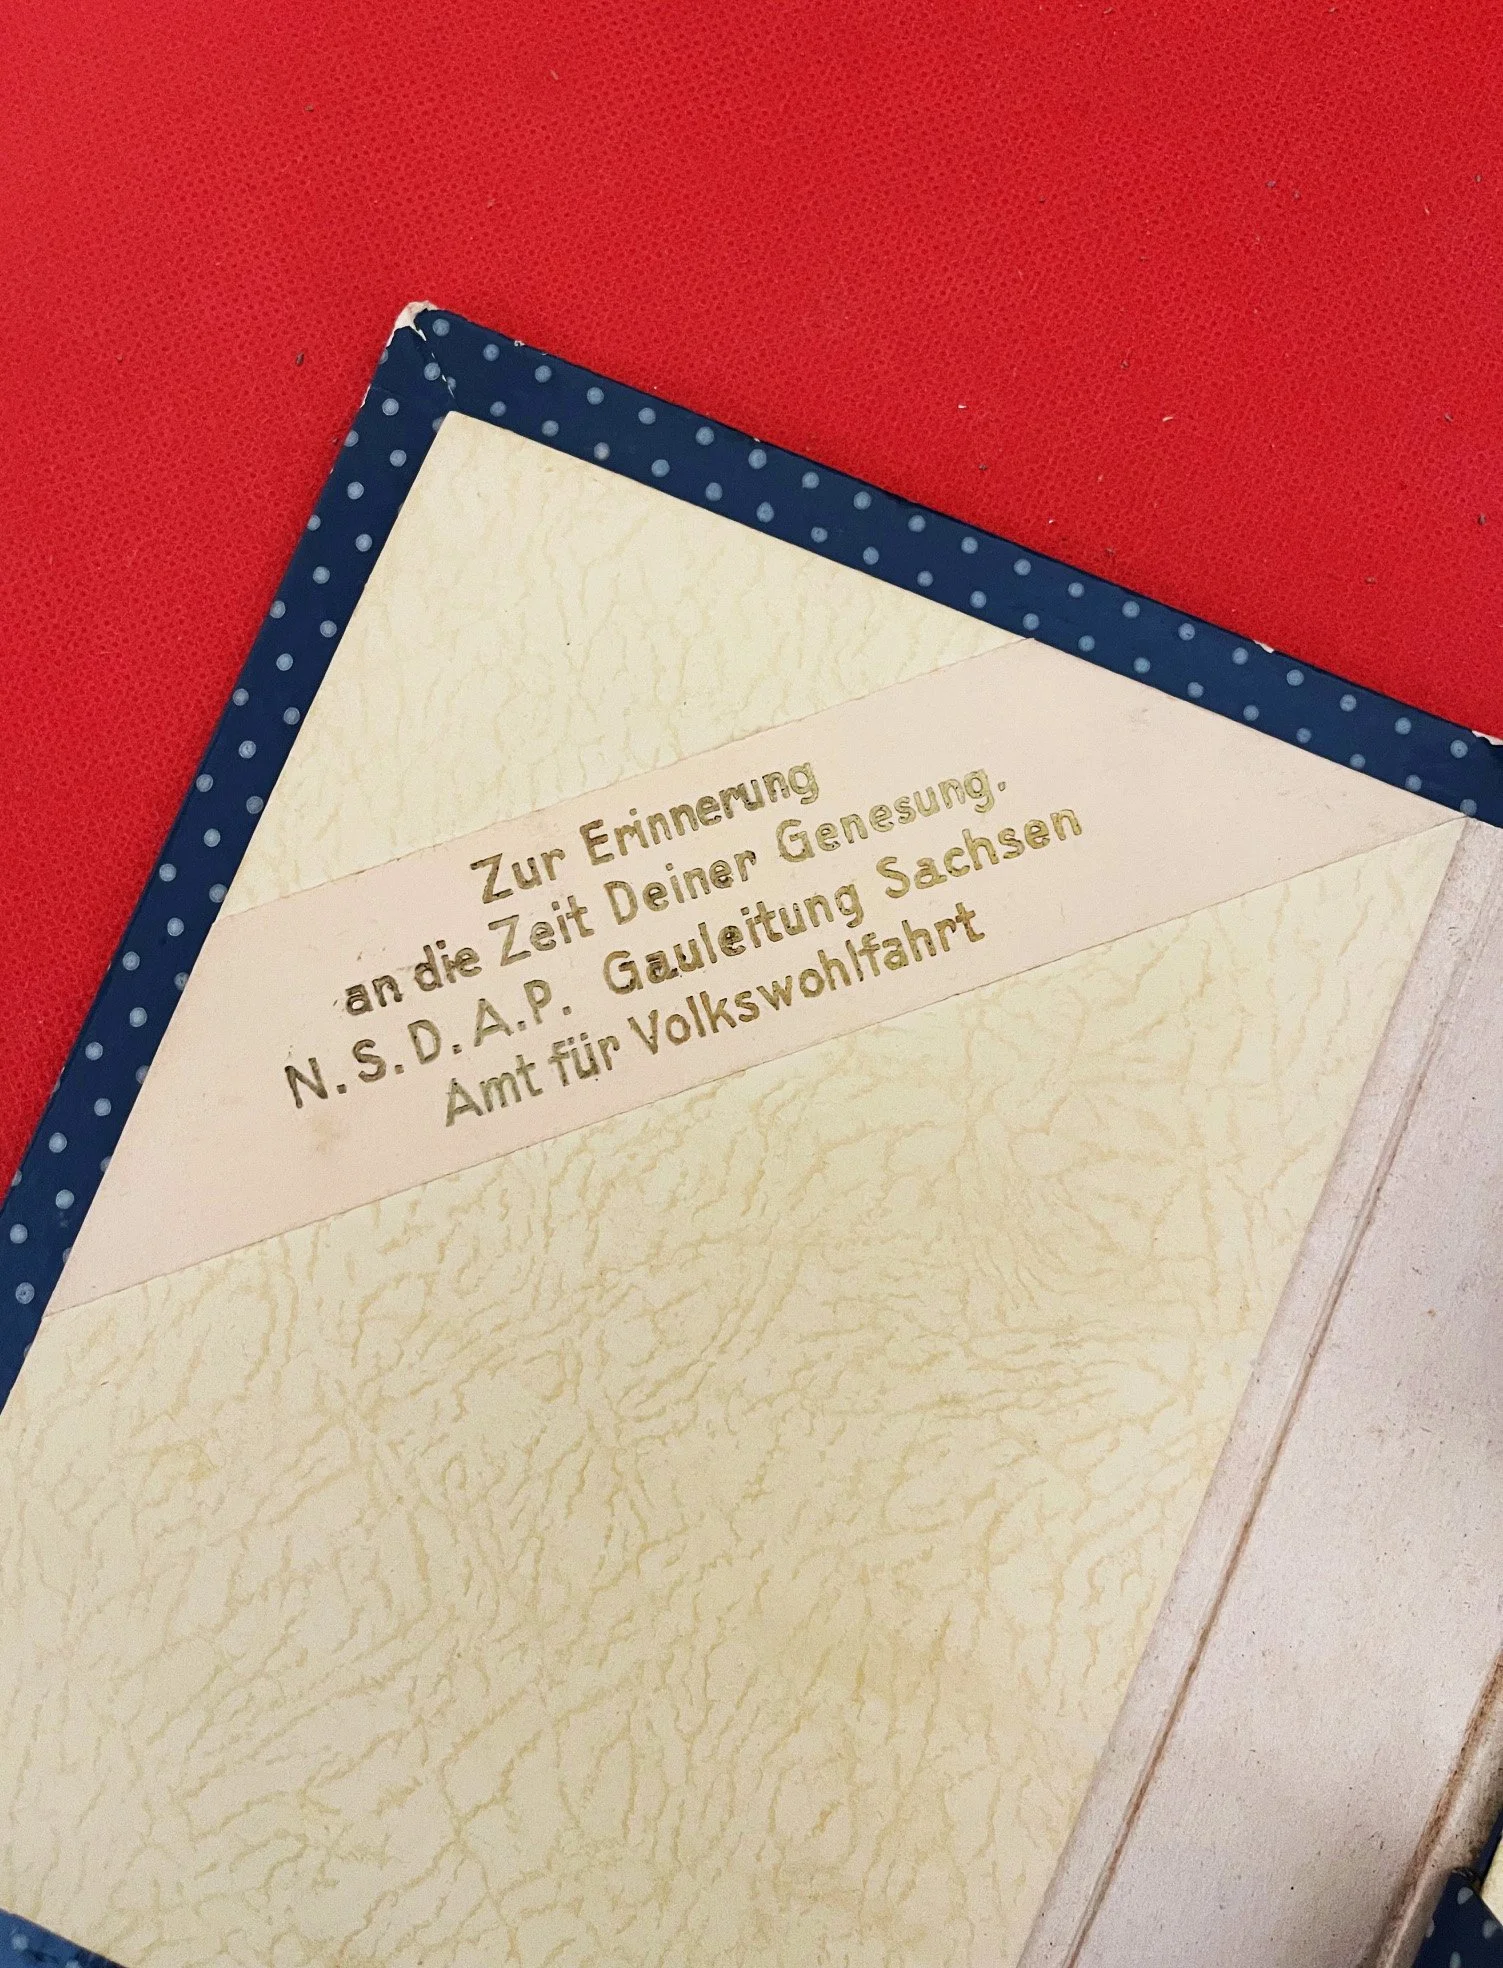 Zur Erinnerung
an die Zeit Deiner Genesung.
N.S.D.A.P. Gauleitung Sachsen
Amt für Volkswohlfahrt